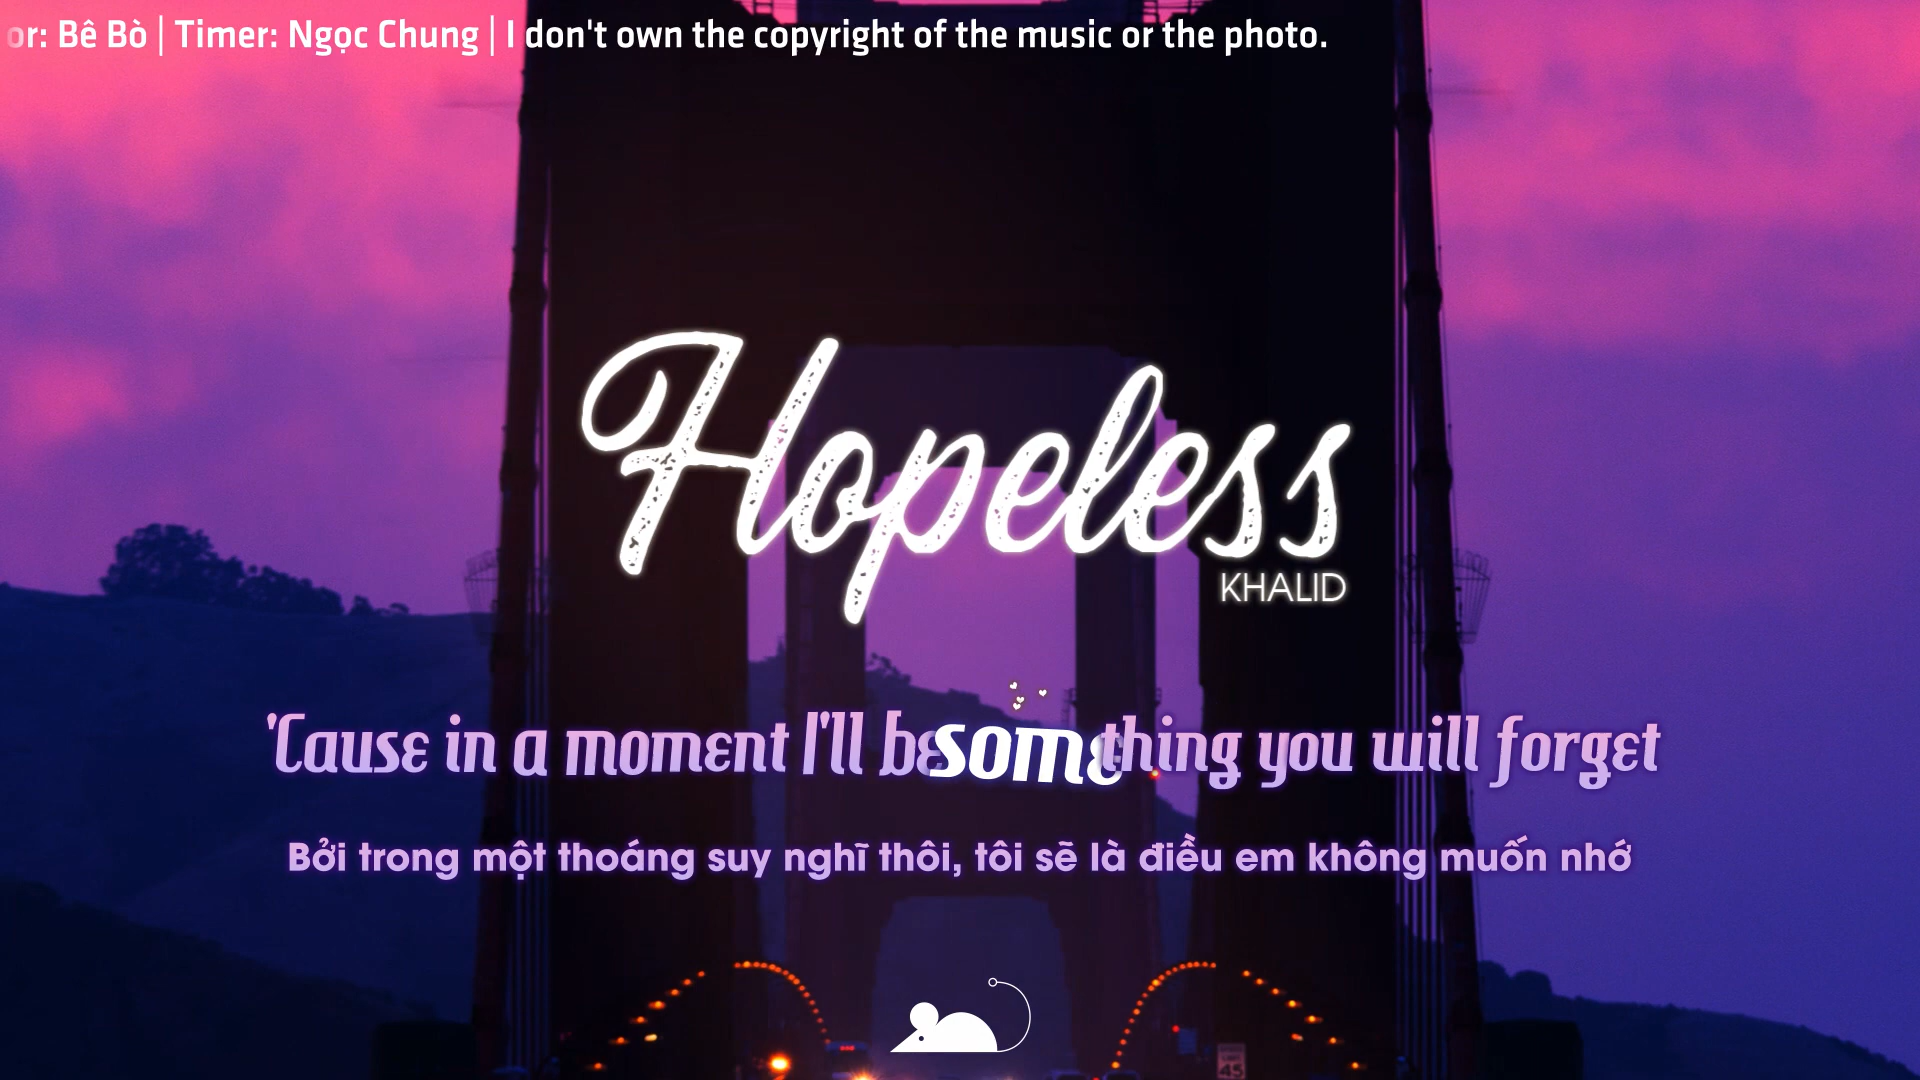 or: Bê Bò | Timer: Ngọc Chung | I don't own the copyright of the music or the photo.
Hopeless
KHALID
'Cause in a moment I'll be something you will forget
Bởi trong một thoáng suy nghĩ thôi, tôi sẽ là điều em không muốn nhớ
45